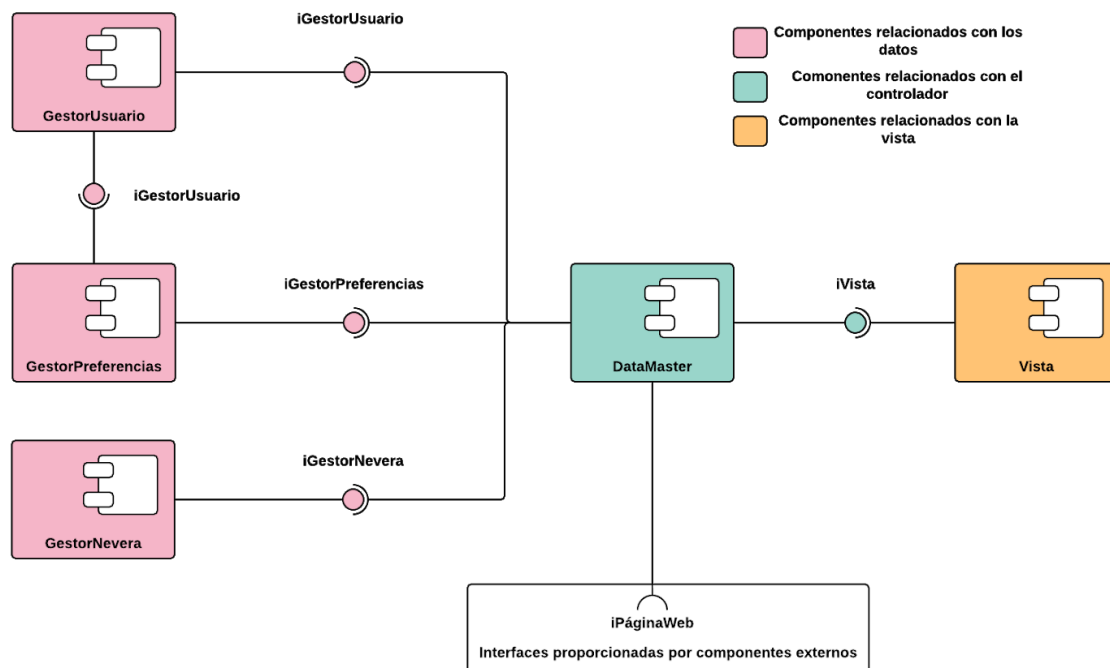 iGestorUsuario
Componentes relacionados con los
datos
Comonentes relacionados con el
controlador
Componentes relacionados con la
vista
GestorUsuario
iGestorUsuario
iGestorPreferencias
iVista
GestorPreferencias
DataMaster
Vista
iGestorNevera
GestorNevera
iPáginaWeb
Interfaces proporcionadas por componentes externos